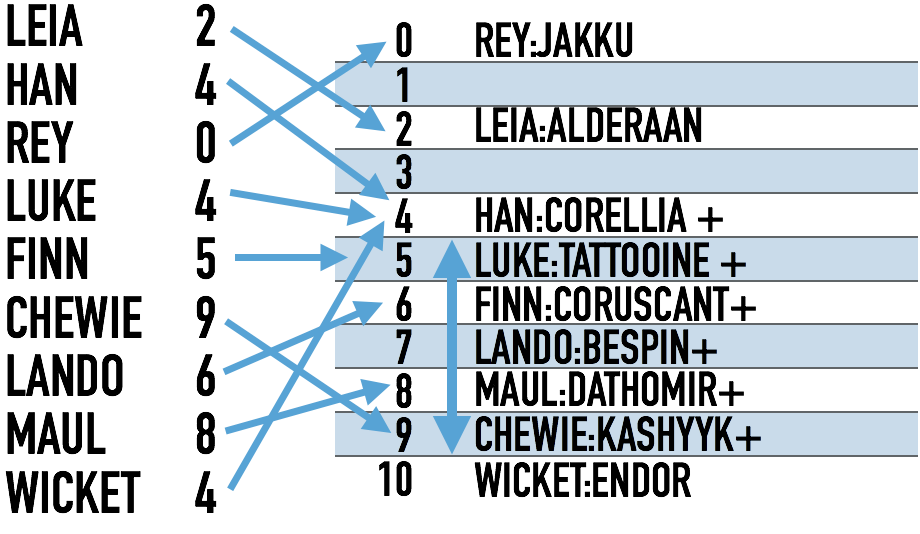 LEIA 2
HAN 4
REY 0
LUKE 4
FINN 5
CHEWIE 9
LANDO 6
MAUL 8
WICKET 4
0 REY:JAKKU
1
2 LEIA:ALDERAAN
3
4 HAN:CORELLIA +
5 LUKE:TATTOOINE +
6 FINN:CORUSCANT+
7 LANDO:BESPIN+
8 MAUL:DATHOMIR+
9 CHEWIE:KASHYYK+
10 WICKET:ENDOR